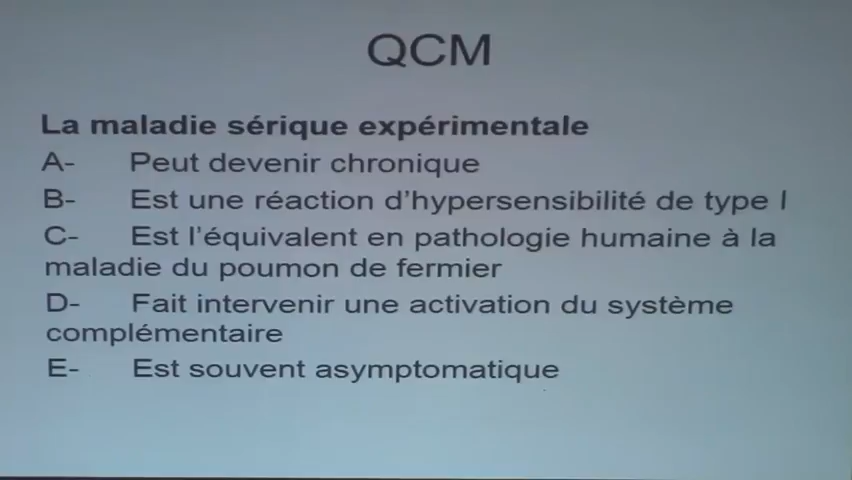 QCM
La maladie sérique expérimentale
A- Peut devenir chronique
B- Est une réaction d'hypersensibilité de type I
C- Est l'équivalent en pathologie humaine à la
maladie du poumon de fermier
D- Fait intervenir une activation du système
complémentaire
E- Est souvent asymptomatique